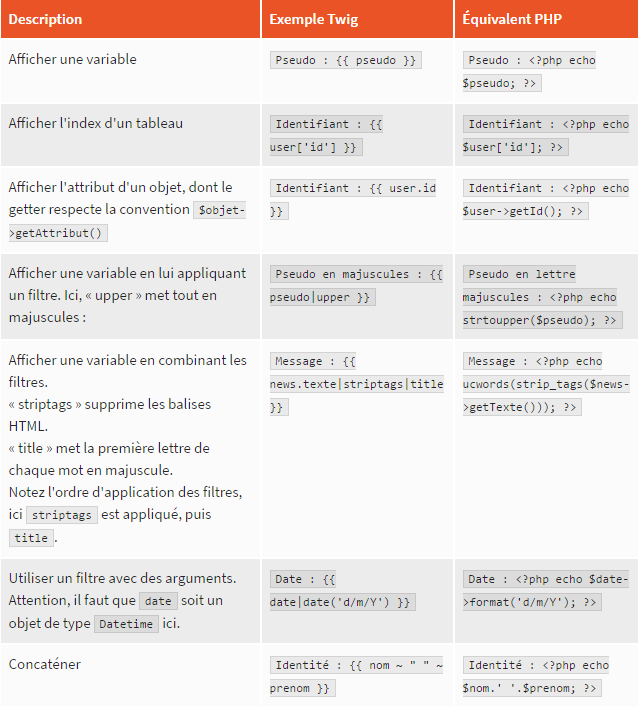 Description
Exemple Twig
Équivalent PHP
Afficher une variable
Pseudo : {{ pseudo }}
Pseudo : <?php echo
$pseudo; ?>
Afficher l'index d'un tableau
Identifiant : {{
user['id'] }}
Identifiant : <?php echo
$user['id']; ?>
Afficher l'attribut d'un objet, dont le
getter respecte la convention $objet-
>getAttribut()
Identifiant : {{ user.id
}}
Identifiant : <?php echo
$user->getId(); ?>
Afficher une variable en lui appliquant
un filtre. Ici, « upper » met tout en
majuscules :
Pseudo en majuscules : {{
pseudo|upper }}
Pseudo en lettre
majuscules : <?php echo
strtoupper($pseudo); ?>
Afficher une variable en combinant les
filtres.
« striptags » supprime les balises
HTML.
« title » met la première lettre de
chaque mot en majuscule.
Notez l'ordre d'application des filtres,
ici striptags est appliqué, puis
title .
Message : {{
news.texte|striptags|title
}}
Message : <?php echo
ucwords(strip_tags($news-
>getTexte())); ?>
Utiliser un filtre avec des arguments.
Attention, il faut que date soit un
objet de type Datetime ici.
Date : {{
date|date('d/m/Y') }}
Date : <?php echo $date-
>format('d/m/Y'); ?>
Concaténer
Identité : {{ nom ~ " " ~
prenom }}
Identité : <?php echo
$nom.' '.$prenom; ?>